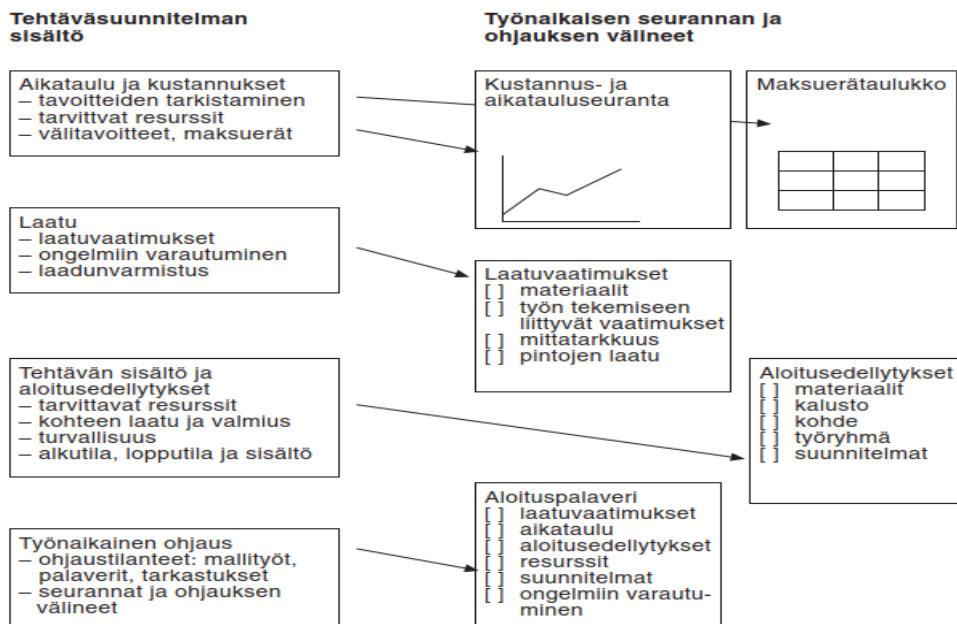 Tehtäväsuunnitelman
sisältö
Työnaikaisen seurannan ja
ohjauksen välineet
Aikataulu ja kustannukset
– tavoitteiden tarkistaminen
– tarvittvat resurssit
– välitavoitteet, maksuerät
Kustannus- ja
aikatauluseuranta
Maksuerätaulukko
Laatu
– laatuvaatimukset
– ongelmiin varautuminen
– laadunvarmistus
Laatuvaatimukset
[ ] materiaalit
[ ] työn tekemiseen
liittyvät vaatimukset
[ ] mittatarkkuus
[ ] pintojen laatu
Tehtävän sisältö ja
aloitusedellytykset
– tarvittavat resurssit
– kohteen laatu ja valmius
– turvallisuus
– alkutila, lopputila ja sisältö
Aloitusedellytykset
[ ] materiaalit
[ ] kalusto
[ ] kohde
[ ] työryhmä
[ ] suunnitelmat
Työnaikainen ohjaus
– ohjaustilanteet: mallityöt,
palaverit, tarkastukset
– seurannat ja ohjauksen
välineet
Aloituspalaveri
[ ] laatuvaatimukset
[ ] aikataulu
[ ] aloitusedellytykset
[ ] resurssit
[ ] suunnitelmat
[ ] ongelmiin varautu-
minen